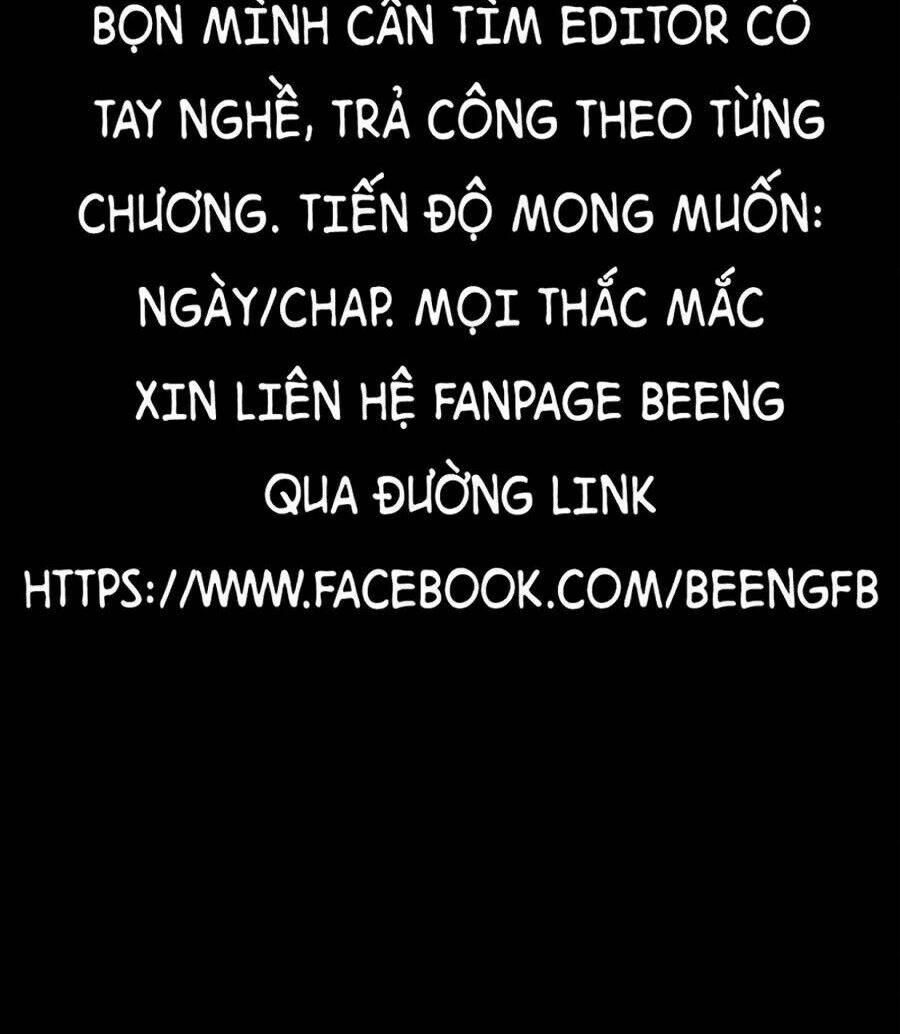 BỌN MÌNH CẦN TÌM EDITOR CÓ
TAY NGHỀ, TRẢ CÔNG THEO TỪNG
CHƯƠNG. TIẾN ĐỘ MONG MUỐN:
NGÀY/CHAP. MỌI THẮC MẮC
XIN LIÊN HỆ FANPAGE BEENG
QUA ĐƯỜNG LINK
HTTPS://WWW.FACEBOOK.COM/BEENGFB